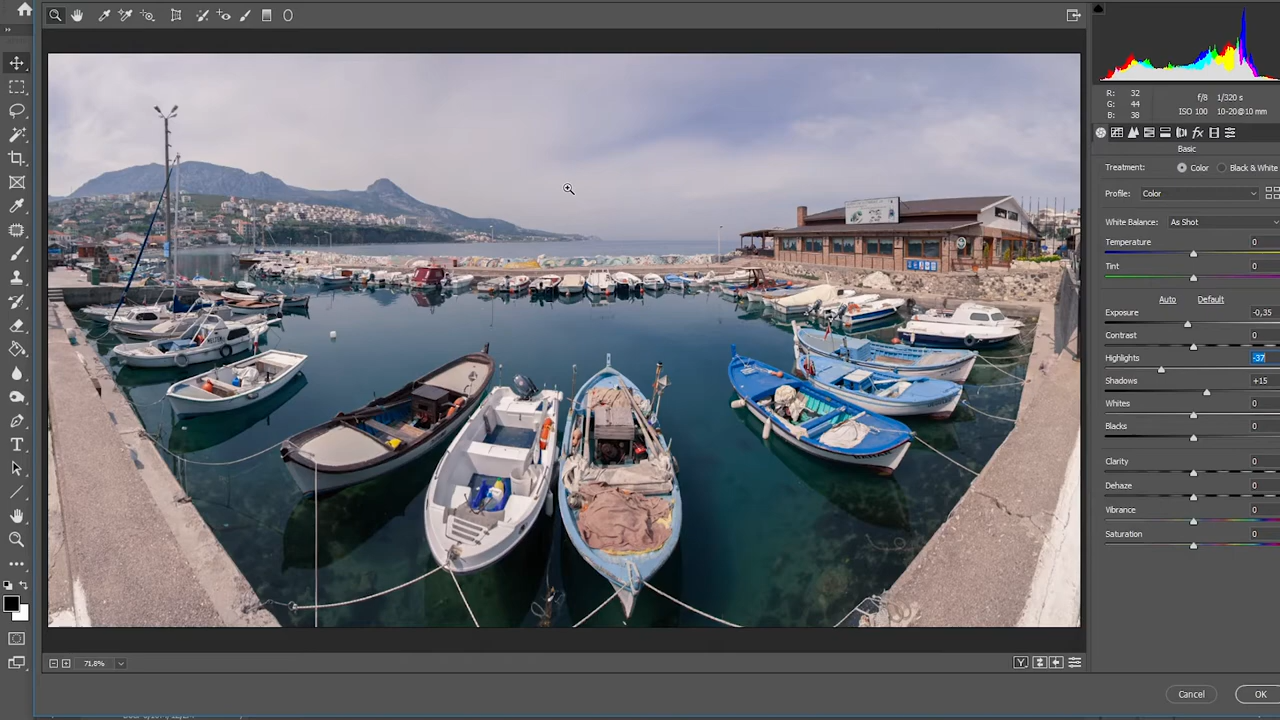 R: 32
G: 44
B: 38
f/8 1/320 s
ISO 100 10-20@10 mm
Basic
Treatment: Color Black & White
Profile: Color
White Balance: As Shot
Temperature 0
Tint 0
Auto Default
Exposure -0,35
Contrast 0
Highlights -37
Shadows +15
Whites 0
Blacks 0
Clarity 0
Dehaze 0
Vibrance 0
Saturation 0
71,8%
Y
Cancel OK